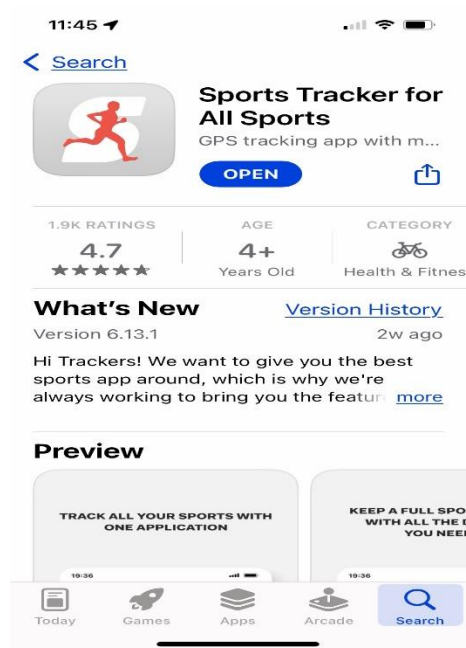 11:45
Search
Sports Tracker for
All Sports
GPS tracking app with m...
OPEN
1.9K RATINGS
4.7
AGE
4+
Years Old
CATEGORY
Health & Fitnes
What's New
Version History
Version 6.13.1
2w ago
Hi Trackers! We want to give you the best
sports app around, which is why we're
always working to bring you the featur more
Preview
TRACK ALL YOUR SPORTS WITH
ONE APPLICATION
19:36
KEEP A FULL SPO
WITH ALL THE D
YOU NEE
19:36
Today
Games
Apps
Arcade
Search